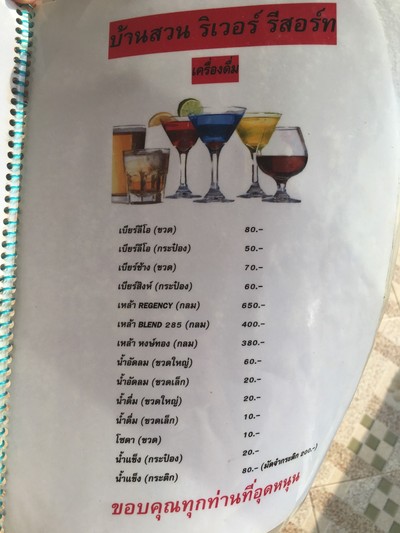 บ้านสวน ริเวอร์ รีสอร์ท
เครื่องดื่ม
เบียร์ลีโอ (ขวด) 80.-
เบียร์ลีโอ (กระป๋อง) 50.-
เบียร์ช้าง (ขวด) 70.-
เบียร์สิงห์ (กระป๋อง) 60.-
เหล้า REGENCY (กลม) 650.-
เหล้า BLEND 285 (กลม) 400.-
เหล้า หงษ์ทอง (กลม) 380.-
น้ำอัดลม (ขวดใหญ่) 60.-
น้ำอัดลม (ขวดเล็ก) 20.-
น้ำดื่ม (ขวดใหญ่) 20.-
น้ำดื่ม (ขวดเล็ก) 10.-
โซดา (ขวด) 10.-
น้ำแข็ง (กระป๋อง) 20.-
น้ำแข็ง (กระติก) 80.- (มัดจำกระติก 200.-)
ขอบคุณทุกท่านที่อุดหนุน